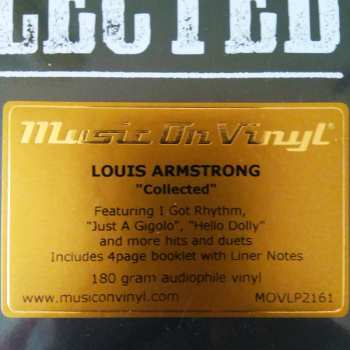 LECTED
Music On Vinyl®
LOUIS ARMSTRONG
"Collected"
Featuring I Got Rhythm,
"Just A Gigolo", "Hello Dolly"
and more hits and duets
Includes 4page booklet with Liner Notes
180 gram audiophile vinyl
www.musiconvinyl.com MOVLP2161